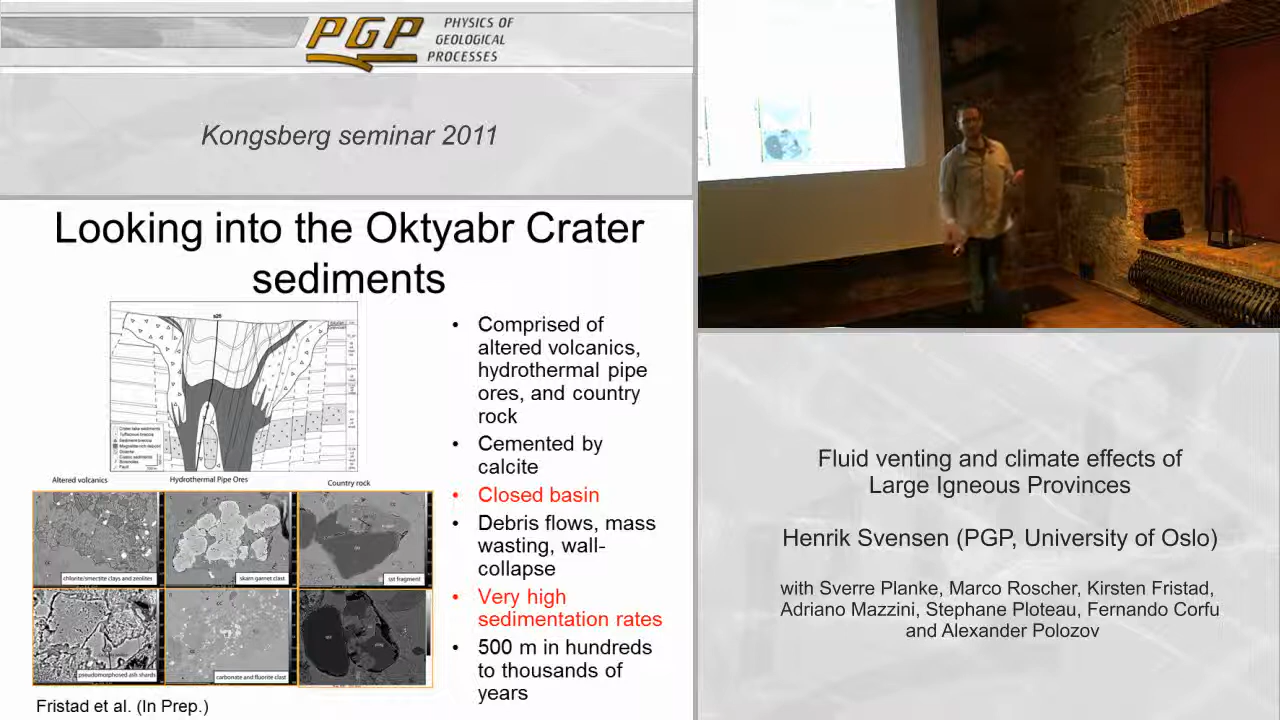 PGP
PHYSICS OF
GEOLOGICAL
PROCESSES
Kongsberg seminar 2011
Looking into the Oktyabr Crater
sediments
• Comprised of
altered volcanics,
hydrothermal pipe
ores, and country
rock
• Cemented by
calcite
• Closed basin
• Debris flows, mass
wasting, wall-
collapse
• Very high
sedimentation rates
• 500 m in hundreds
to thousands of
years
Altered volcanics
Hydrothermal Pipe Ores
Country rock
chlorite/smectite clays and zeolites
skarn garnet clast
sst fragment
pseudomorphosed ash shards
carbonate and fluorite clast
Fristad et al. (In Prep.)
Fluid venting and climate effects of
Large Igneous Provinces
Henrik Svensen (PGP, University of Oslo)
with Sverre Planke, Marco Roscher, Kirsten Fristad,
Adriano Mazzini, Stephane Ploteau, Fernando Corfu
and Alexander Polozov